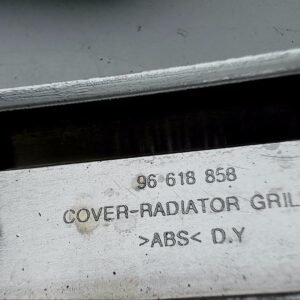 96 618 858
COVER-RADIATOR GRIL
>ABS< D.Y